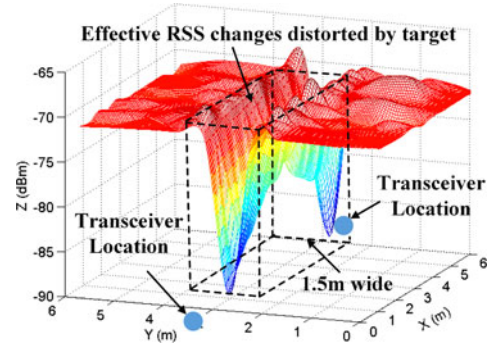 Effective RSS changes distorted by target
-65
-70
-75
-80
-85
-90
Z (dBm)
Transceiver
Location
Transceiver
Location
1.5m wide
6
5
4
3
2
1
0
Y (m)
0
1
2
3
4
5
6
X (m)